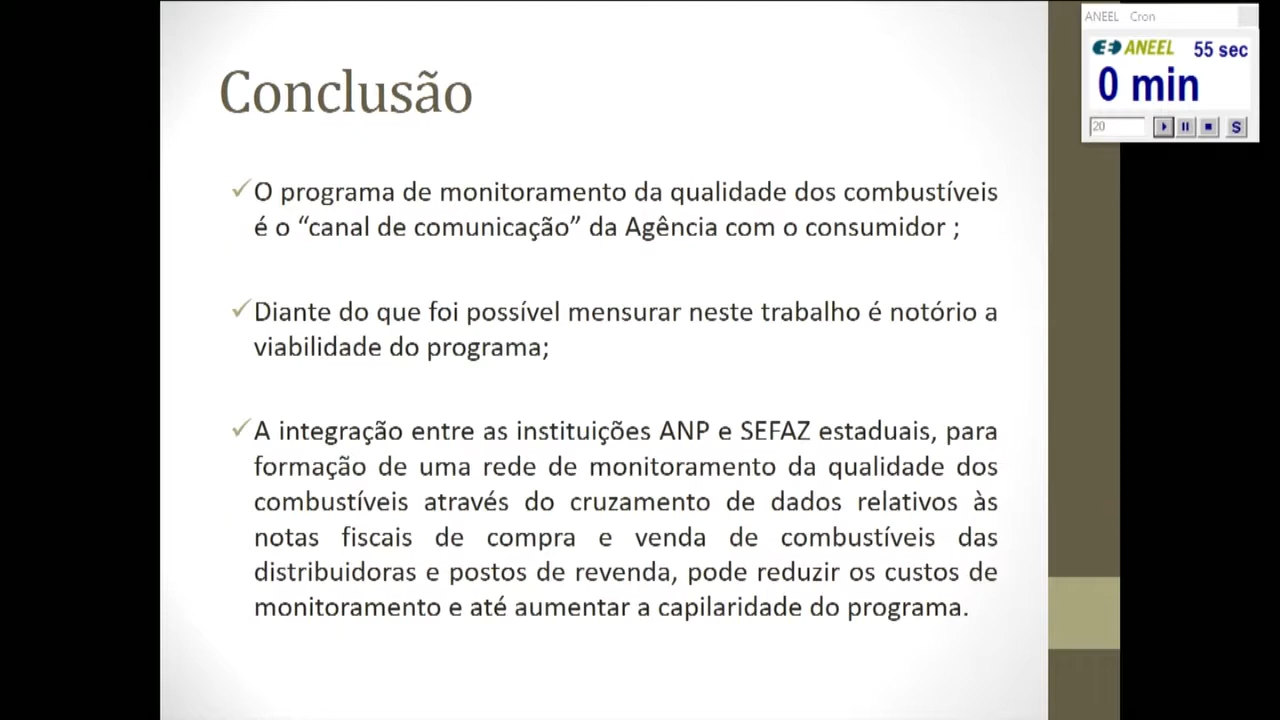 Conclusão
ANEEL Cron
ANEEL 55 sec
0 min
20
S
✓O programa de monitoramento da qualidade dos combustíveis
é o “canal de comunicação” da Agência com o consumidor ;
✓Diante do que foi possível mensurar neste trabalho é notório a
viabilidade do programa;
✓A integração entre as instituições ANP e SEFAZ estaduais, para
formação de uma rede de monitoramento da qualidade dos
combustíveis através do cruzamento de dados relativos às
notas fiscais de compra e venda de combustíveis das
distribuidoras e postos de revenda, pode reduzir os custos de
monitoramento e até aumentar a capilaridade do programa.